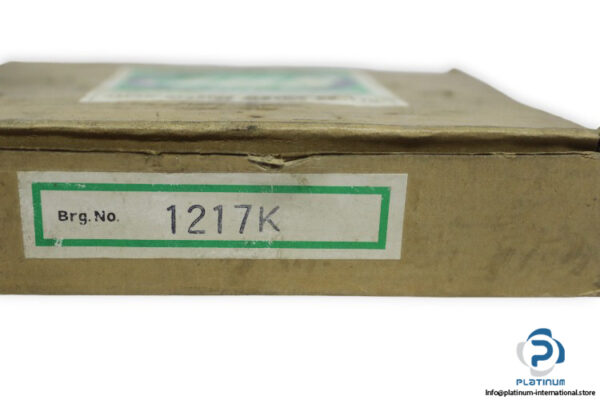 Brg. No. 1217K
PLATINUM
Info@platinum-international.store